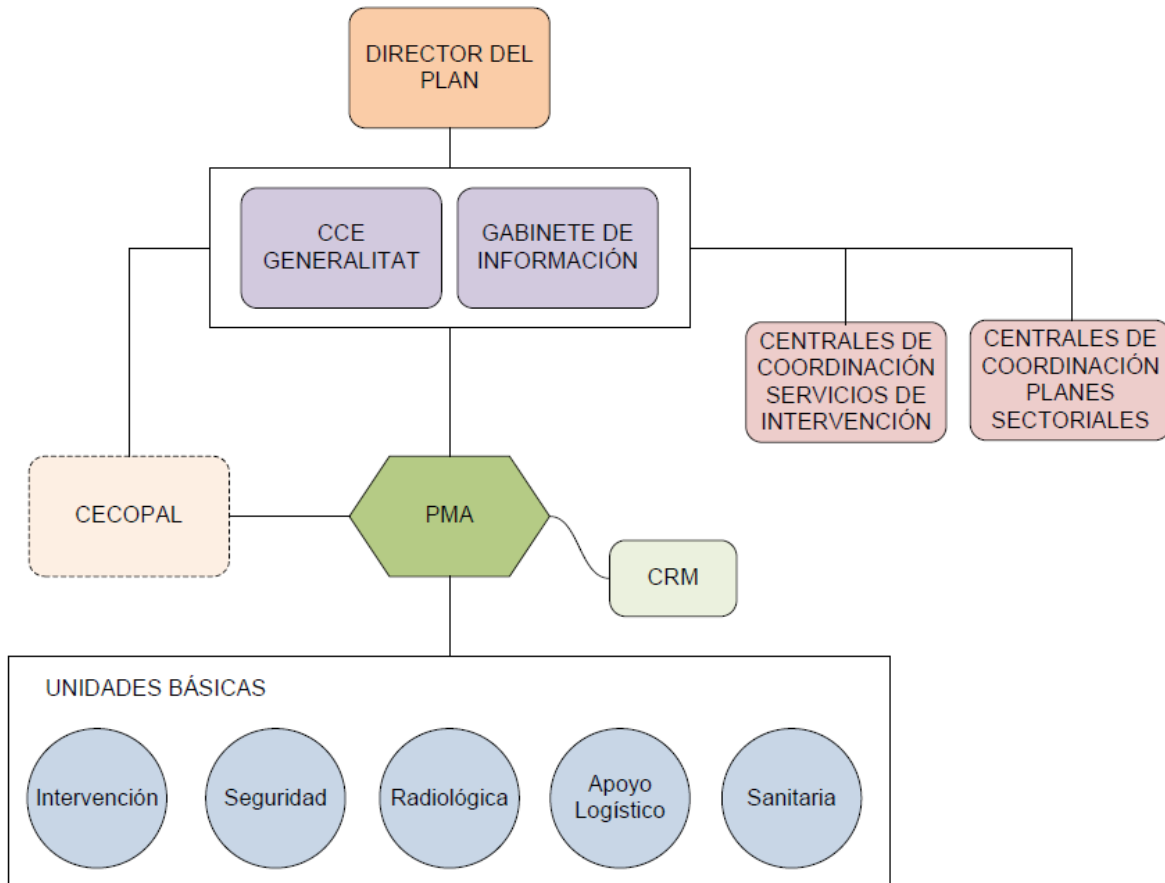 DIRECTOR DEL
PLAN
CCE
GENERALITAT
GABINETE DE
INFORMACIÓN
CENTRALES DE
COORDINACIÓN
SERVICIOS DE
INTERVENCIÓN
CENTRALES DE
COORDINACIÓN
PLANES
SECTORIALES
CECOPAL
PMA
CRM
UNIDADES BÁSICAS
Intervención
Seguridad
Radiológica
Apoyo
Logístico
Sanitaria